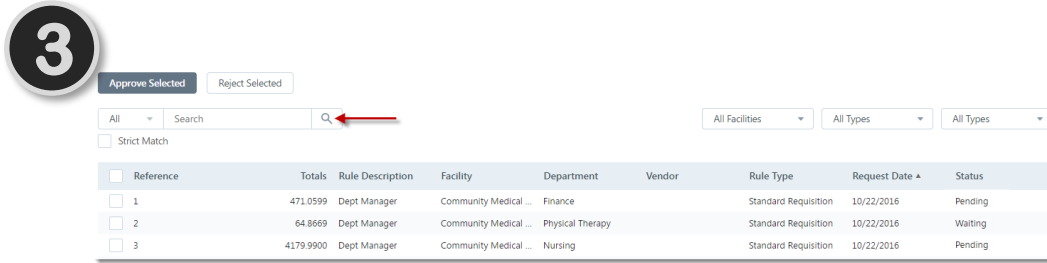 3
Approve Selected Reject Selected
All Search All Facilities All Types All Types
Strict Match
Reference Totals Rule Description Facility Department Vendor Rule Type Request Date Status
1 471.0599 Dept Manager Community Medical ... Finance Standard Requisition 10/22/2016 Pending
2 64.8669 Dept Manager Community Medical ... Physical Therapy Standard Requisition 10/22/2016 Waiting
3 4179.9900 Dept Manager Community Medical ... Nursing Standard Requisition 10/22/2016 Pending